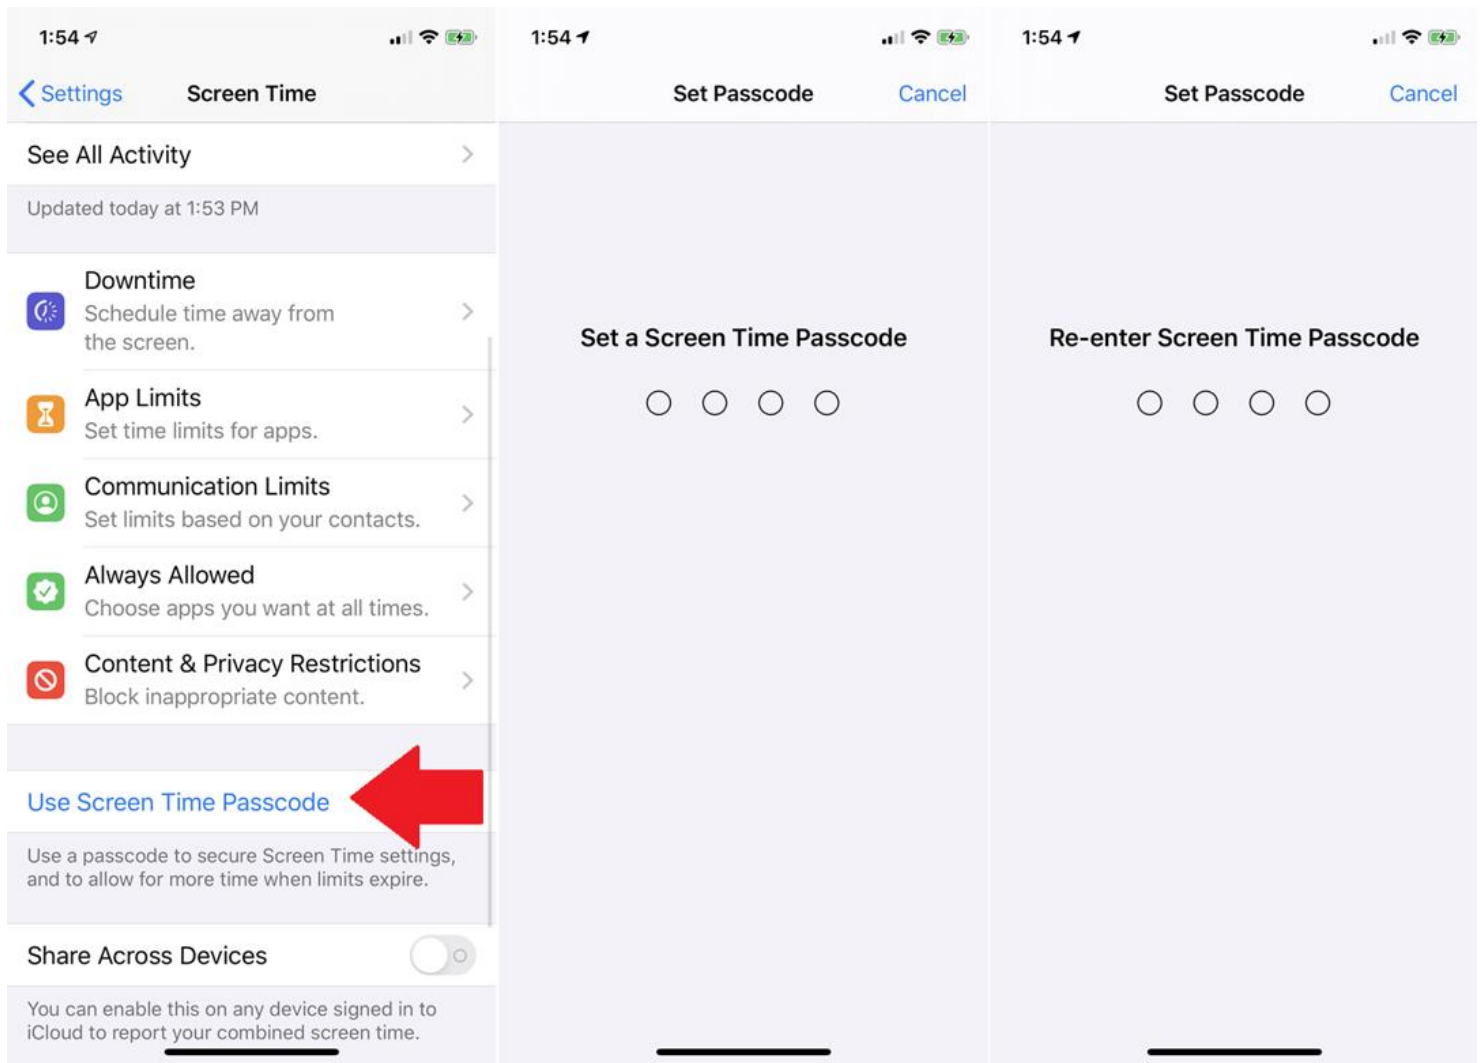 1:54
Settings
Screen Time
See All Activity
Updated today at 1:53 PM
Downtime
Schedule time away from
the screen.
App Limits
Set time limits for apps.
Communication Limits
Set limits based on your contacts.
Always Allowed
Choose apps you want at all times.
Content & Privacy Restrictions
Block inappropriate content.
Use Screen Time Passcode
Use a passcode to secure Screen Time settings,
and to allow for more time when limits expire.
Share Across Devices
You can enable this on any device signed in to
iCloud to report your combined screen time.
1:54
Set Passcode
Cancel
Set a Screen Time Passcode
1:54
Set Passcode
Cancel
Re-enter Screen Time Passcode